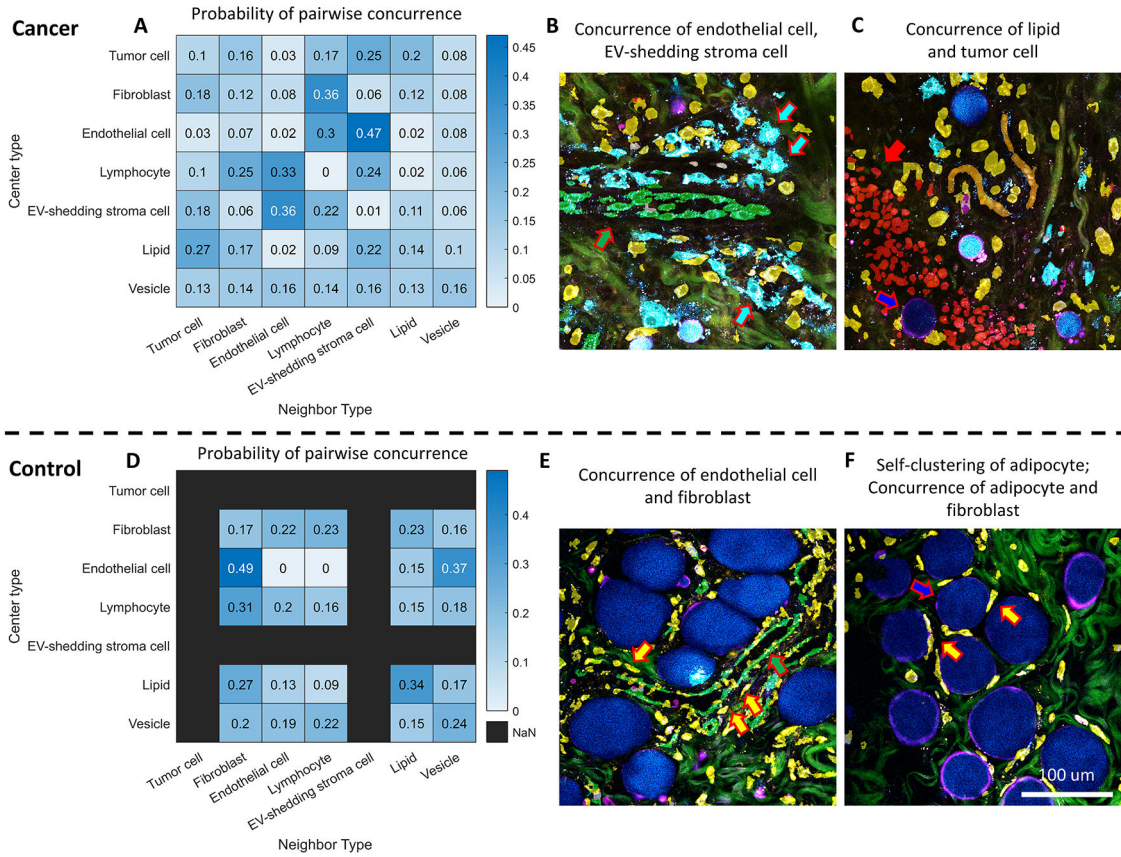 Cancer
A
Probability of pairwise concurrence
Center type
Tumor cell 0.1 0.16 0.03 0.17 0.25 0.2 0.08
Fibroblast 0.18 0.12 0.08 0.36 0.06 0.12 0.08
Endothelial cell 0.03 0.07 0.02 0.3 0.47 0.02 0.08
Lymphocyte 0.1 0.25 0.33 0 0.24 0.02 0.06
EV-shedding stroma cell 0.18 0.06 0.36 0.22 0.01 0.11 0.06
Lipid 0.27 0.17 0.02 0.09 0.22 0.14 0.1
Vesicle 0.13 0.14 0.16 0.14 0.16 0.13 0.16
Tumor cell
Fibroblast
Endothelial cell
Lymphocyte
EV-shedding stroma cell
Lipid
Vesicle
Neighbor Type
0.45
0.4
0.35
0.3
0.25
0.2
0.15
0.1
0.05
0
B
Concurrence of endothelial cell,
EV-shedding stroma cell
C
Concurrence of lipid
and tumor cell
Control
D
Probability of pairwise concurrence
Center type
Tumor cell
Fibroblast 0.17 0.22 0.23 0.23 0.16
Endothelial cell 0.49 0 0 0.15 0.37
Lymphocyte 0.31 0.2 0.16 0.15 0.18
EV-shedding stroma cell
Lipid 0.27 0.13 0.09 0.34 0.17
Vesicle 0.2 0.19 0.22 0.15 0.24
Tumor cell
Fibroblast
Endothelial cell
Lymphocyte
EV-shedding stroma cell
Lipid
Vesicle
Neighbor Type
0.4
0.3
0.2
0.1
0
NaN
E
Concurrence of endothelial cell
and fibroblast
F
Self-clustering of adipocyte;
Concurrence of adipocyte and
fibroblast
100 um